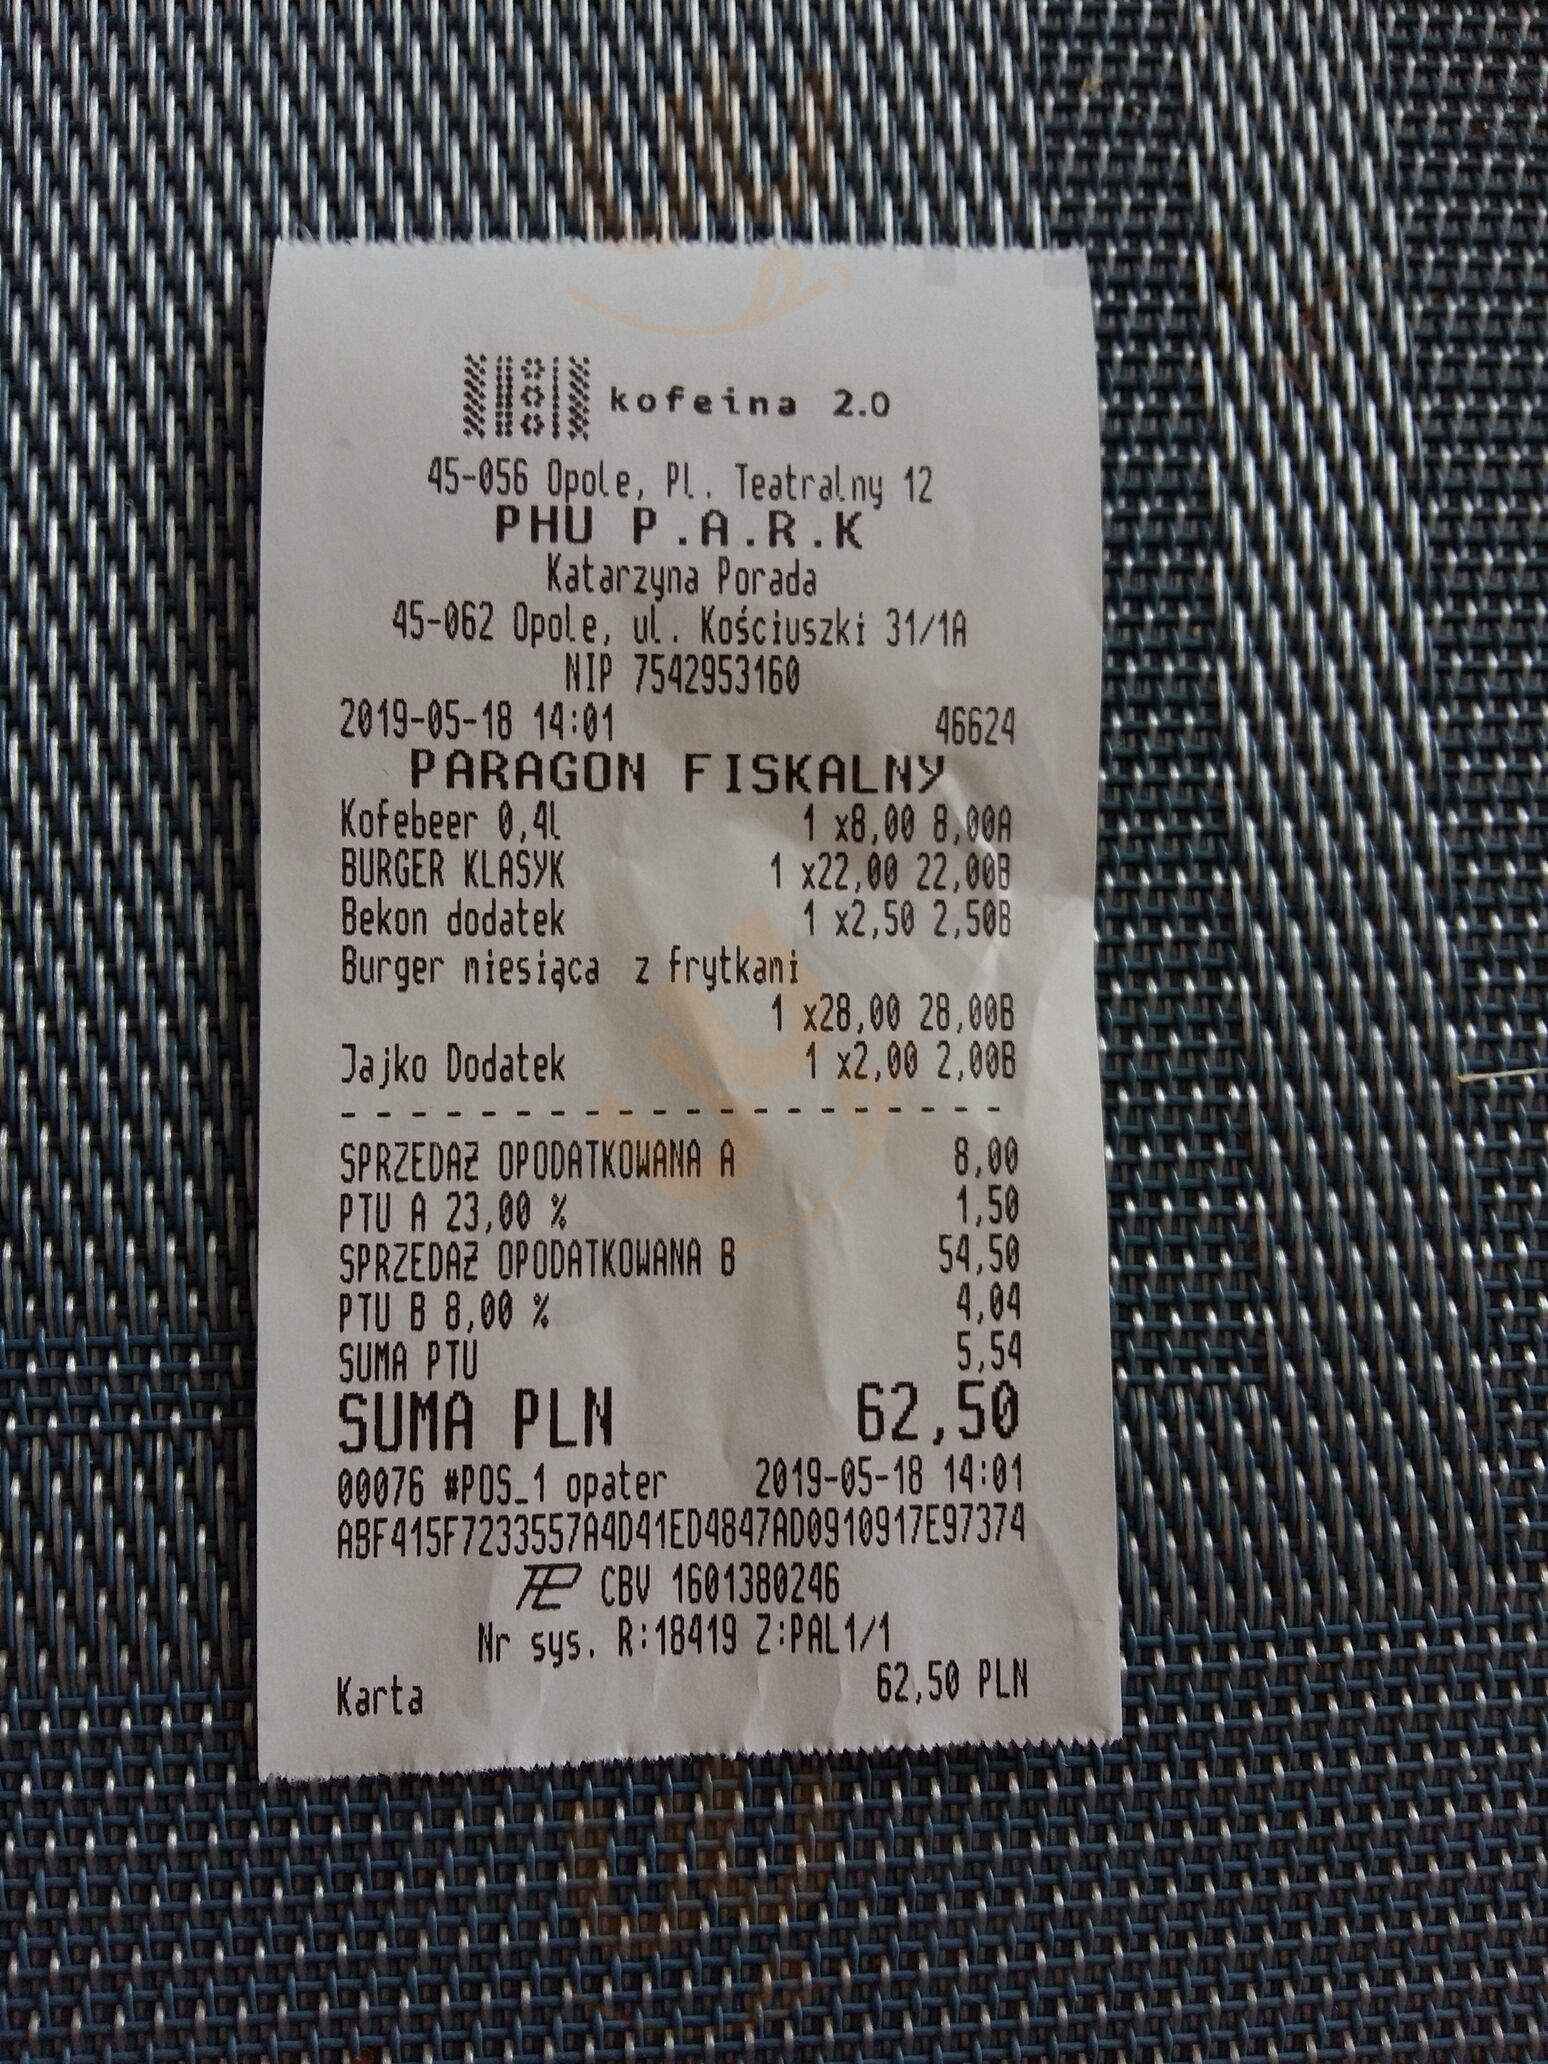 kofeina 2.0
45-056 Opole, Pl. Teatralny 12
PHU P.A.R.K
Katarzyna Porada
45-062 Opole, ul. Kościuszki 31/1A
NIP 7542953160
2019-05-18 14:01 46624
PARAGON FISKALNY
Kofebeer 0,4l 1 x8,00 8,00A
BURGER KLASYK 1 x22,00 22,00B
Bekon dodatek 1 x2,50 2,50B
Burger miesiąca z frytkami
1 x28,00 28,00B
Jajko Dodatek 1 x2,00 2,00B
SPRZEDAŻ OPODATKOWANA A 8,00
PTU A 23,00 % 1,50
SPRZEDAŻ OPODATKOWANA B 54,50
PTU B 8,00 % 4,04
SUMA PTU 5,54
SUMA PLN 62,50
00076 #POS_1 opater 2019-05-18 14:01
ABF415F7233557A4D41ED4847AD0910917E97374
CBV 1601380246
Nr sys. R:18419 Z:PAL1/1
Karta 62,50 PLN